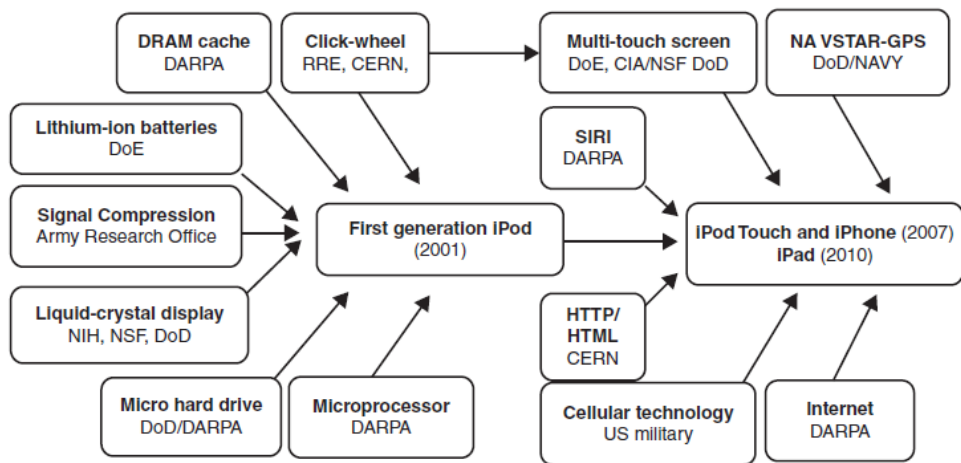 DRAM cache
DARPA
Click-wheel
RRE, CERN,
Multi-touch screen
DoE, CIA/NSF DoD
NA VSTAR-GPS
DoD/NAVY
Lithium-ion batteries
DoE
SIRI
DARPA
Signal Compression
Army Research Office
First generation iPod
(2001)
iPod Touch and iPhone (2007)
iPad (2010)
Liquid-crystal display
NIH, NSF, DoD
HTTP/
HTML
CERN
Micro hard drive
DoD/DARPA
Microprocessor
DARPA
Cellular technology
US military
Internet
DARPA